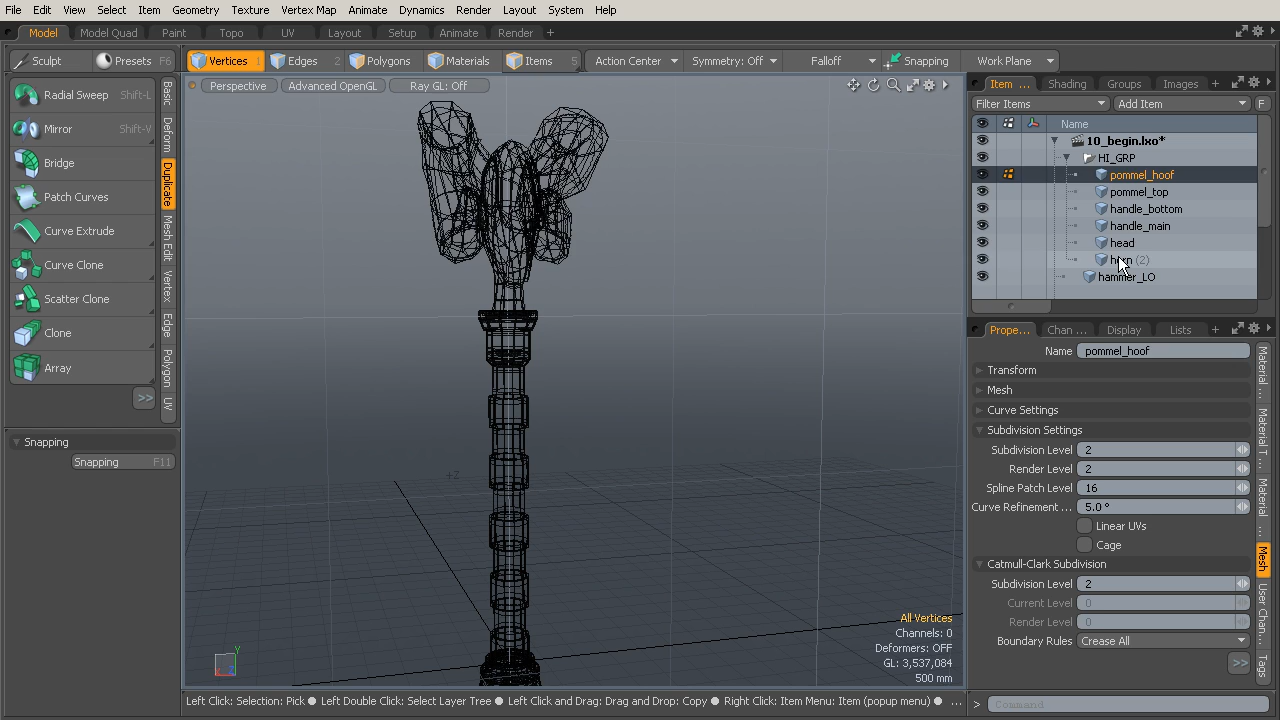 File Edit View Select Item Geometry Texture Vertex Map Animate Dynamics Render Layout System Help
Model Model Quad Paint Topo UV Layout Setup Animate Render +
Sculpt Presets F6 Vertices 1 Edges 2 Polygons Materials Items 5 Action Center Symmetry: Off Falloff Snapping Work Plane
Perspective Advanced OpenGL Ray GL: Off
Radial Sweep Shift-L
Mirror Shift-V
Bridge
Patch Curves
Curve Extrude
Curve Clone
Scatter Clone
Clone
Array
>>
Basic
Deform
Duplicate
Mesh Edit
Vertex
Edge
Polygon
UV
Snapping
Snapping F11
+Z
All Vertices
Channels: 0
Deformers: OFF
GL: 3,537,084
500 mm
Item ... Shading Groups Images +
Filter Items Add Item F
Name
10_begin.lxo*
HI_GRP
pommel_hoof
pommel_top
handle_bottom
handle_main
head
(2)
hammer_LO
Prope... Chan ... Display Lists +
Name pommel_hoof
Transform
Mesh
Curve Settings
Subdivision Settings
Subdivision Level 2
Render Level 2
Spline Patch Level 16
Curve Refinement ... 5.0 °
Linear UVs
Cage
Catmull-Clark Subdivision
Subdivision Level 2
Current Level 0
Render Level 0
Boundary Rules Crease All
>>
Material ...
Material T ...
Material ...
Mesh
User Chan...
Tags
Left Click: Selection: Pick ● Left Double Click: Select Layer Tree ● Left Click and Drag: Drag and Drop: Copy ● Right Click: Item Menu: Item (popup menu) ● ...
> Command